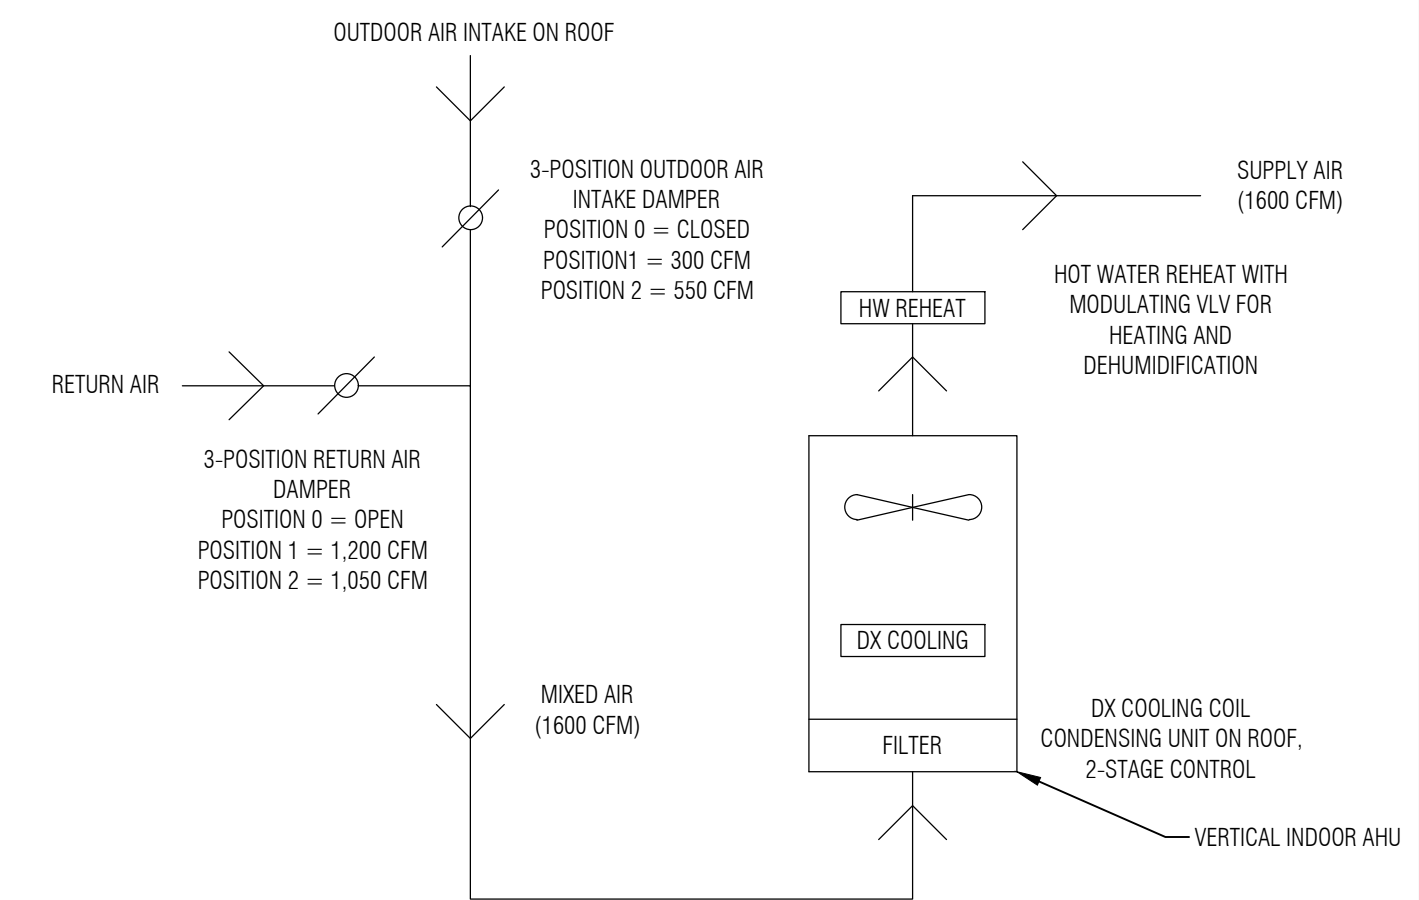 OUTDOOR AIR INTAKE ON ROOF
3-POSITION OUTDOOR AIR
INTAKE DAMPER
POSITION 0 = CLOSED
POSITION1 = 300 CFM
POSITION 2 = 550 CFM
SUPPLY AIR
(1600 CFM)
HOT WATER REHEAT WITH
MODULATING VLV FOR
HEATING AND
DEHUMIDIFICATION
HW REHEAT
RETURN AIR
3-POSITION RETURN AIR
DAMPER
POSITION 0 = OPEN
POSITION 1 = 1,200 CFM
POSITION 2 = 1,050 CFM
DX COOLING
MIXED AIR
(1600 CFM)
FILTER
DX COOLING COIL
CONDENSING UNIT ON ROOF,
2-STAGE CONTROL
VERTICAL INDOOR AHU